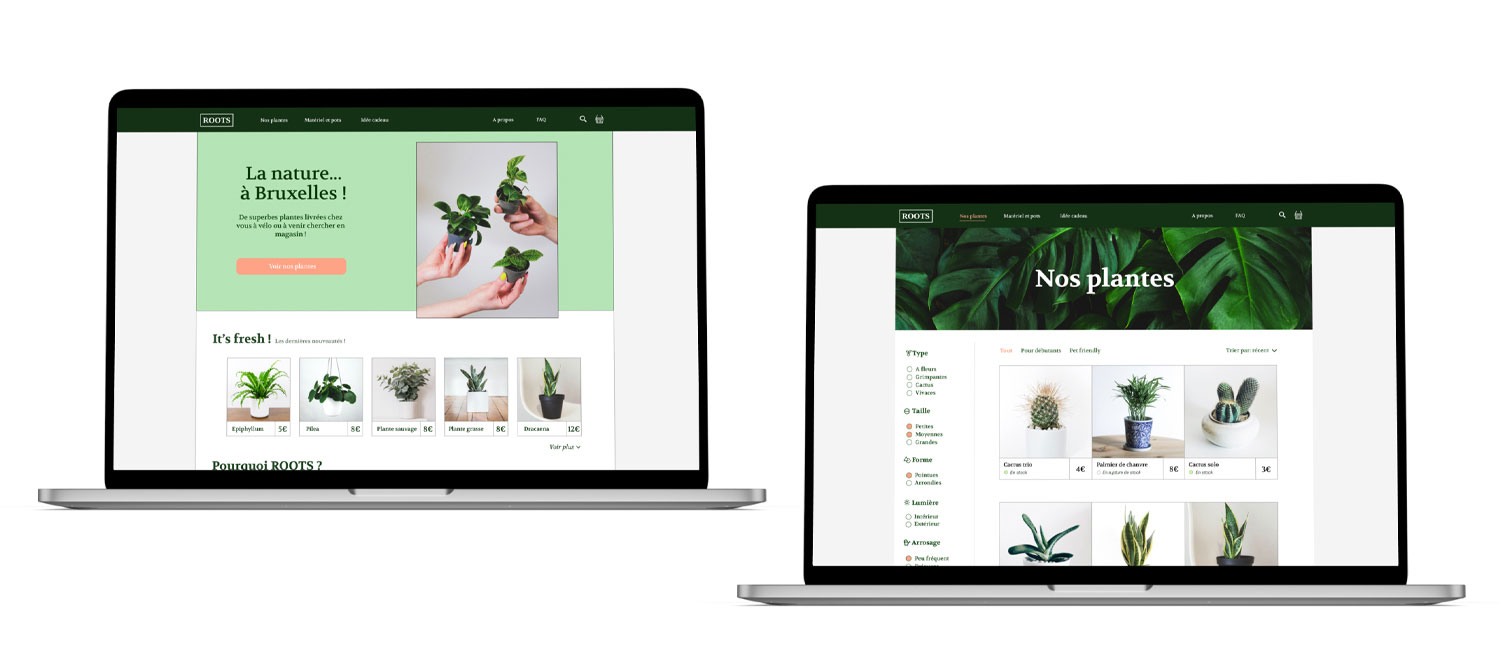 ROOTS
Nos plantes
Matériel et pots
Idée cadeau
A propos
FAQ
La nature...
à Bruxelles !
De superbes plantes livrées chez
vous à vélo ou à venir chercher en
magasin !
Voir nos plantes
It's fresh ! Les dernières nouveautés !
Epiphyllum 5€
Pilea 8€
Plante sauvage 8€
Plante grasse 8€
Dracaena 12€
Voir plus
Pourquoi ROOTS ?
ROOTS
Nos plantes
Matériel et pots
Idée cadeau
A propos
FAQ
Nos plantes
Type
A fleurs
Grimpantes
Cactus
Vivaces
Taille
Petites
Moyennes
Grandes
Forme
Pointues
Arrondies
Lumière
Intérieur
Extérieur
Arrosage
Peu fréquent
Tous
Pour débutants
Pet friendly
Trier par: récent
Cactus trio
En stock
4€
Palmier de chanvre
En rupture de stock
8€
Cactus solo
En stock
3€